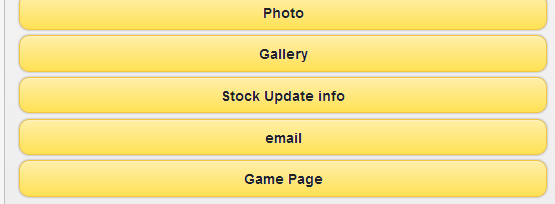 Photo
Gallery
Stock Update info
email
Game Page